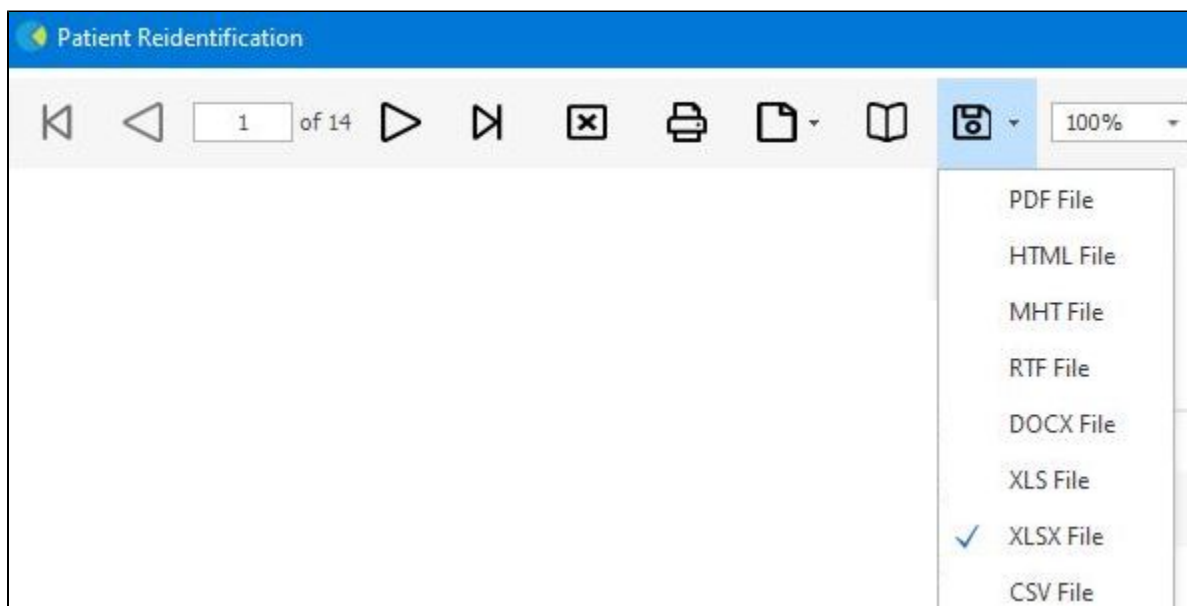 Patient Reidentification
1 of 14 100%
PDF File
HTML File
MHT File
RTF File
DOCX File
XLS File
XLSX File
CSV File